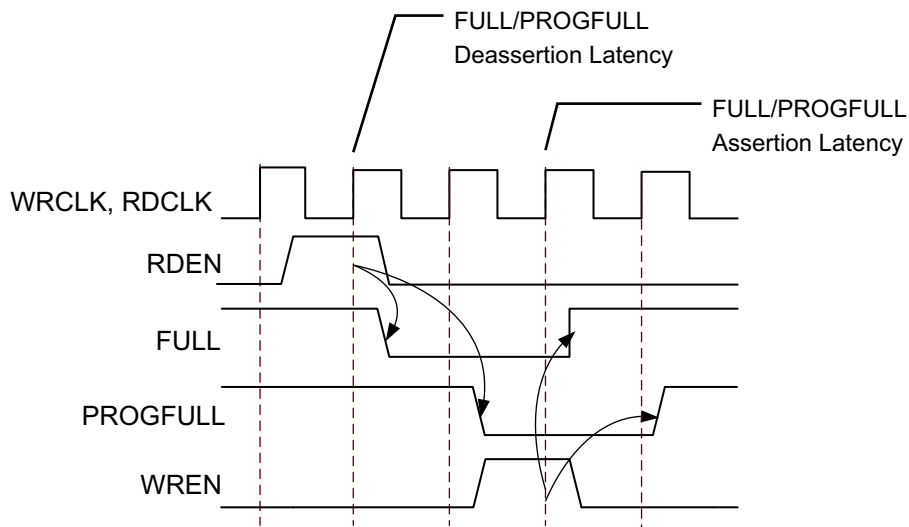 FULL/PROGFULL
Deassertion Latency
FULL/PROGFULL
Assertion Latency
WRCLK, RDCLK
RDEN
FULL
PROGFULL
WREN